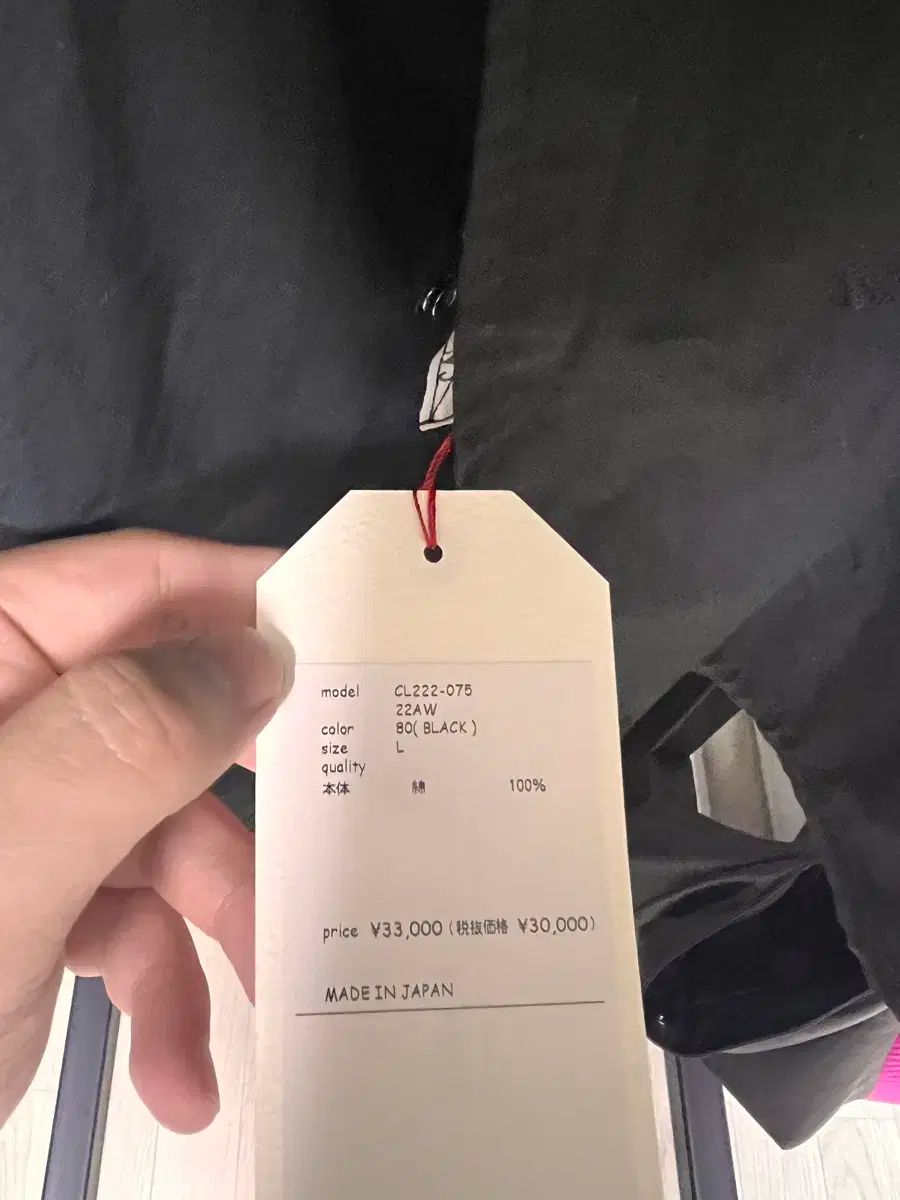 model CL222-075
22AW
color 80( BLACK )
size L
quality
本体 綿 100%
price ¥33,000 (税抜価格 ¥30,000)
MADE IN JAPAN